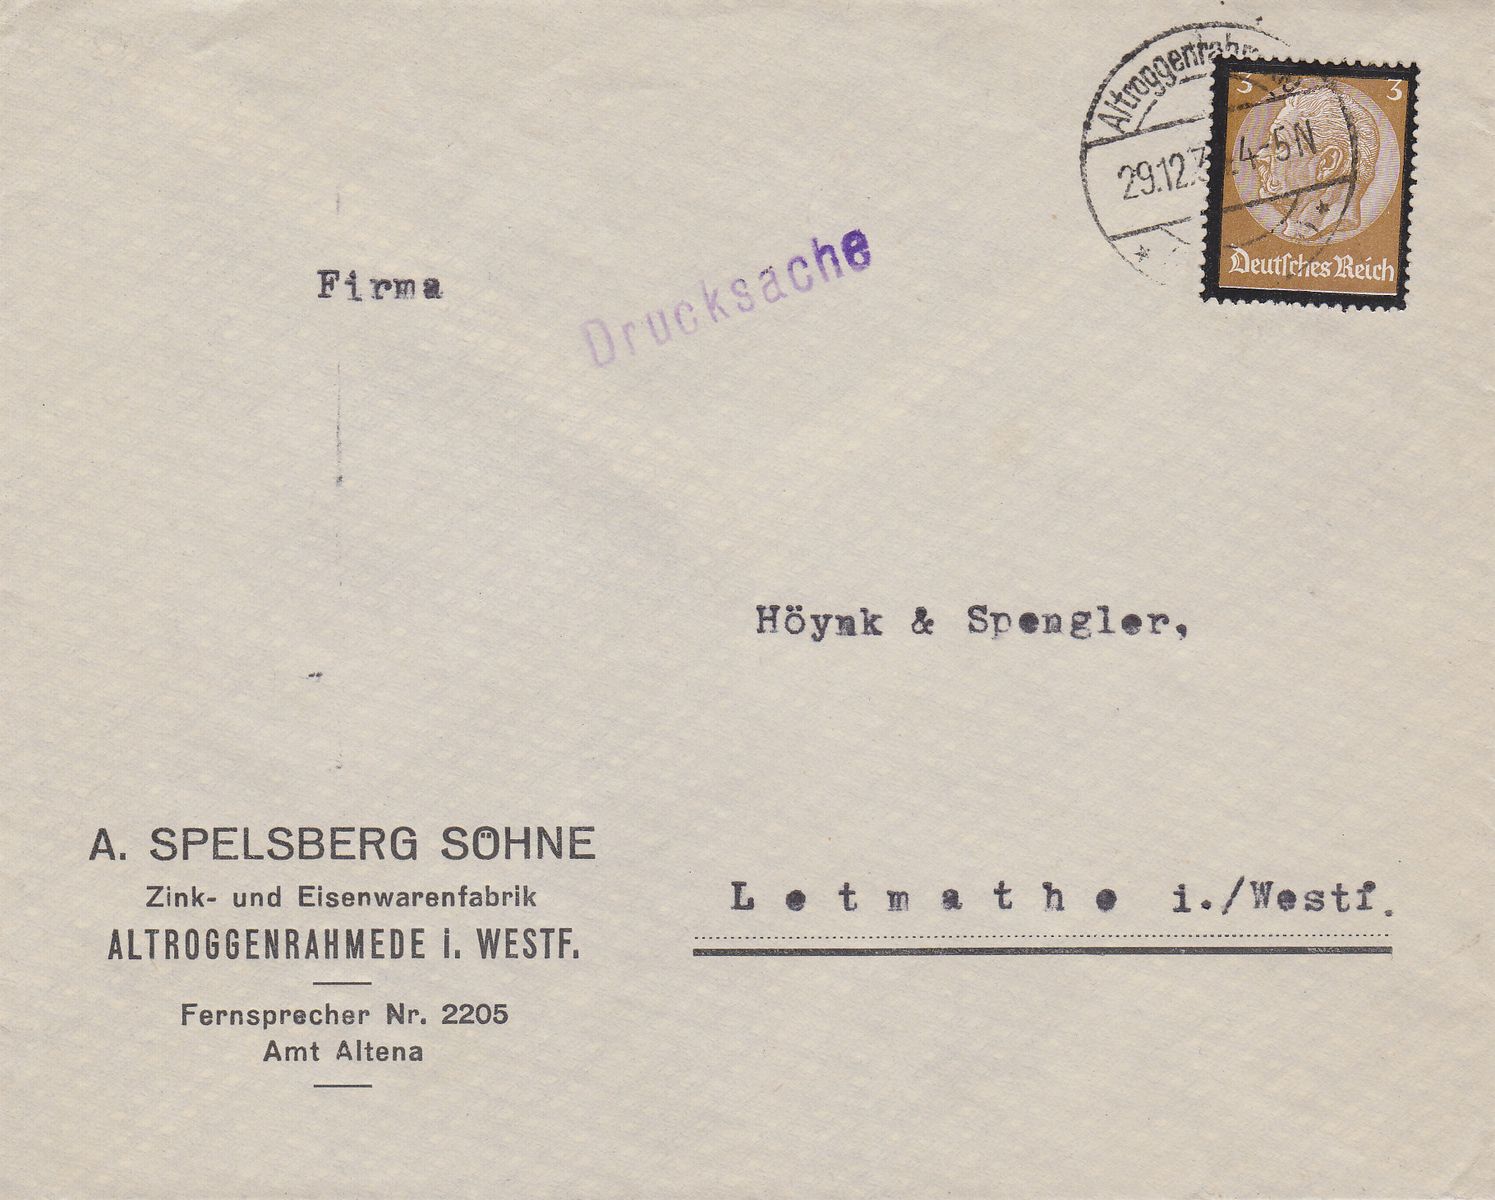 Altroggenrahm
29.12.3 4-5N
3 3
Deutsches Reich
Drucksache
Firma
Höynk & Spengler,
Letmathe i./Westf.
A. SPELSBERG SÖHNE
Zink- und Eisenwarenfabrik
ALTROGGENRAHMEDE i. WESTF.
Fernsprecher Nr. 2205
Amt Altena